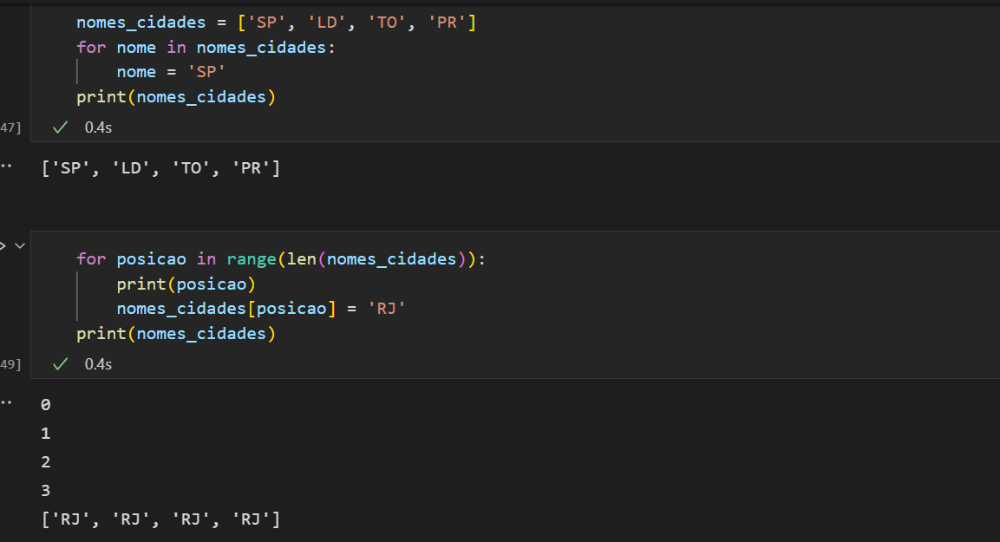 nomes_cidades = ['SP', 'LD', 'TO', 'PR']
for nome in nomes_cidades:
    nome = 'SP'
print(nomes_cidades)
47]
0.4s
['SP', 'LD', 'TO', 'PR']
for posicao in range(len(nomes_cidades)):
    print(posicao)
    nomes_cidades[posicao] = 'RJ'
print(nomes_cidades)
49]
0.4s
0
1
2
3
['RJ', 'RJ', 'RJ', 'RJ']